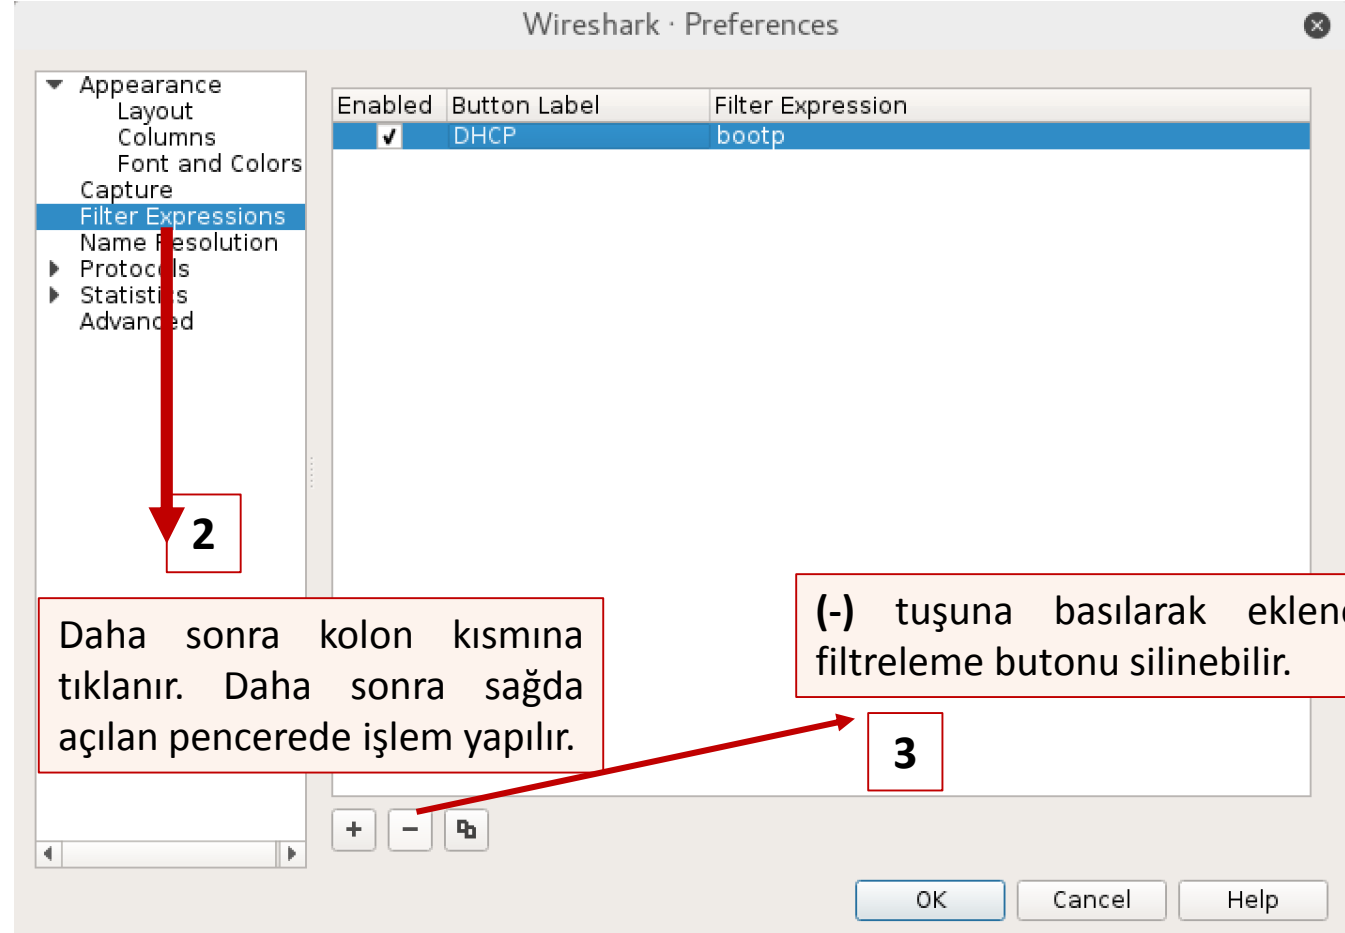 Wireshark · Preferences
Appearance
Layout
Columns
Font and Colors
Capture
Filter Expressions
Name Resolution
Protocols
Statistics
Advanced
Enabled Button Label Filter Expression
DHCP bootp
2
Daha sonra kolon kısmına
tıklanır. Daha sonra sağda
açılan pencerede işlem yapılır.
(-) tuşuna basılarak
filtreleme butonu silinebilir.
3
OK Cancel Help